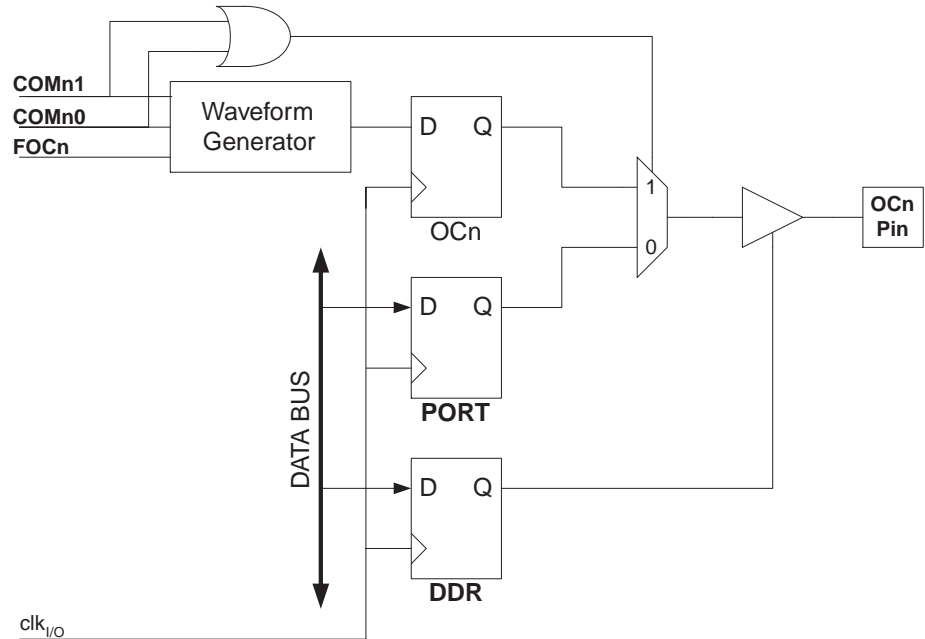 COMn1
COMn0
FOCn
Waveform
Generator
D Q
OCn
1
0
OCn
Pin
D Q
PORT
DATA BUS
D Q
DDR
clkI/O